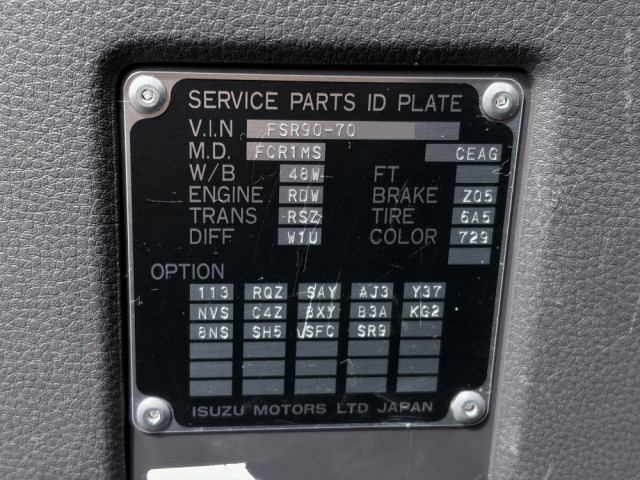 SERVICE PARTS ID PLATE
V.I.N FSR90-70
M.D. FCR1MS CEAG
W/B 48W FT
ENGINE RDW BRAKE Z05
TRANS RSZ TIRE 6A5
DIFF W1U COLOR 729
OPTION
113 RQZ SAY AJ3 Y37
NVS C4Z BXY B3A KG2
8NS SH5 SFC SR9
ISUZU MOTORS LTD JAPAN